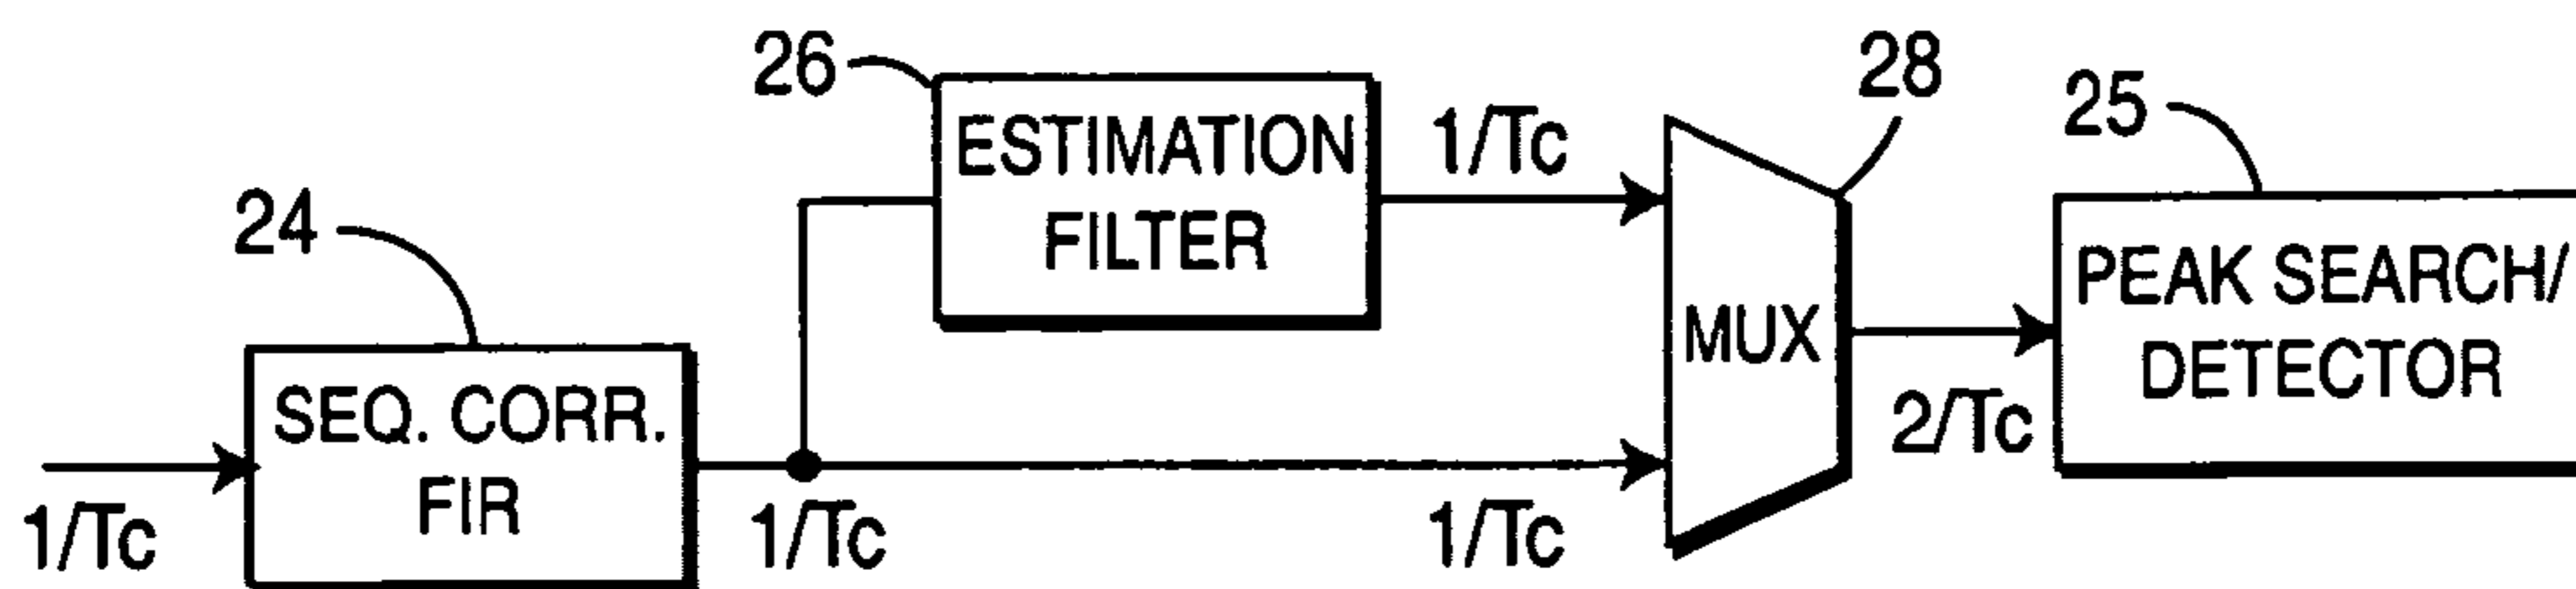 26
28
25
24
ESTIMATION
FILTER
1/Tc
MUX
PEAK SEARCH/
DETECTOR
2/Tc
SEQ. CORR.
FIR
1/Tc
1/Tc
1/Tc